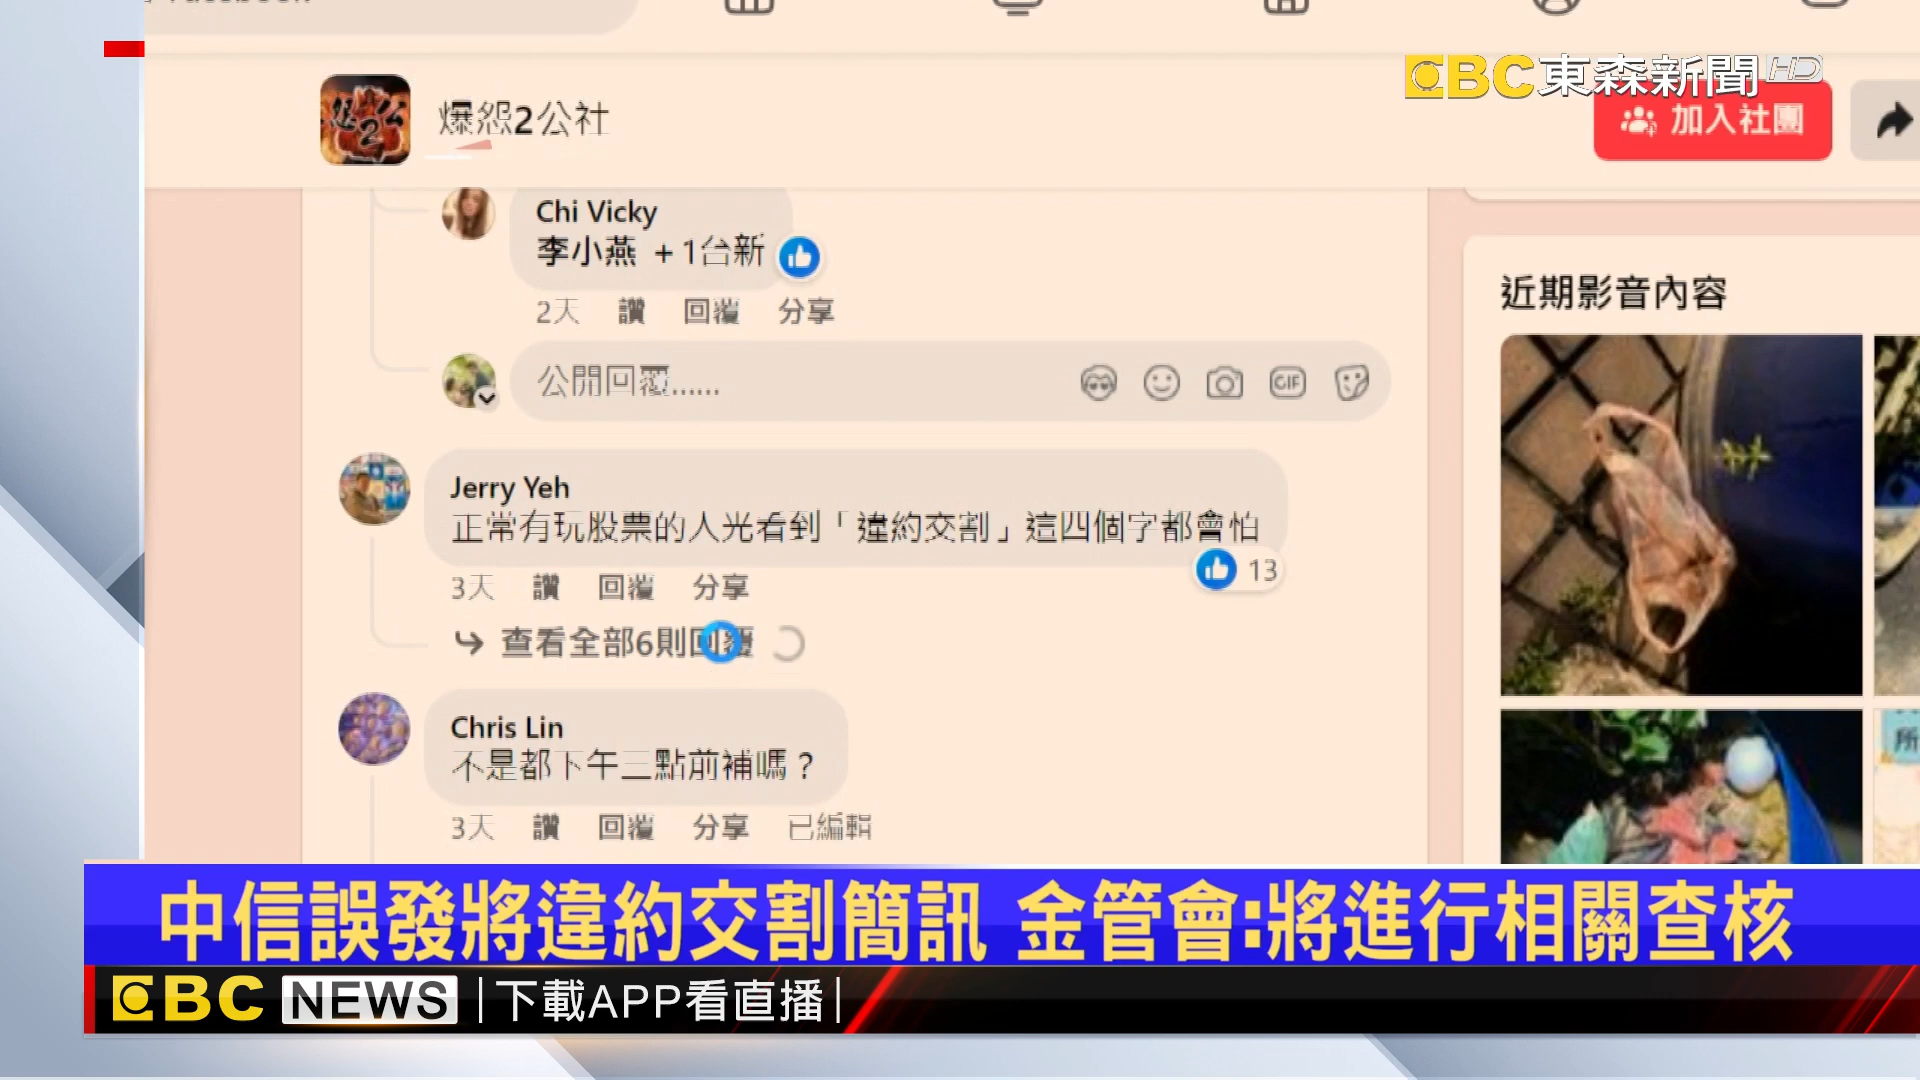 EBC東森新聞HD
爆怨2公社
加入社團
Chi Vicky
李小燕 +1台新
2天 讚 回覆 分享
公開回覆......
GIF
Jerry Yeh
正常有玩股票的人光看到「違約交割」這四個字都會怕
13
3天 讚 回覆 分享
查看全部6則回覆
Chris Lin
不是都下午三點前補嗎？
3天 讚 回覆 分享 已編輯
近期影音內容
所
中信誤發將違約交割簡訊 金管會:將進行相關查核
EBC NEWS |下載APP看直播|